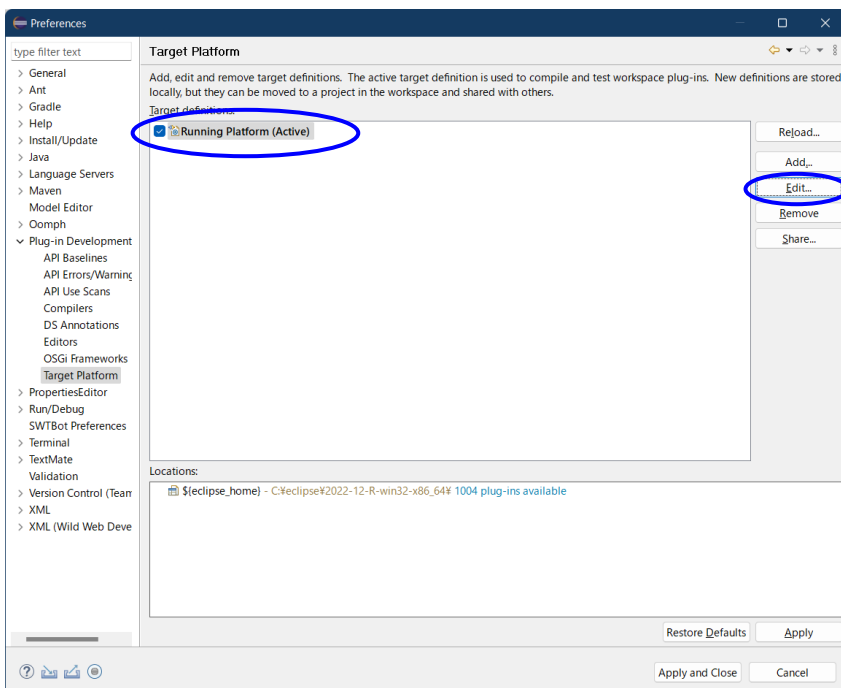 Preferences
type filter text
Target Platform
General
Ant
Gradle
Help
Install/Update
Java
Language Servers
Maven
Model Editor
Oomph
Plug-in Development
API Baselines
API Errors/Warning
API Use Scans
Compilers
DS Annotations
Editors
OSGi Frameworks
Target Platform
PropertiesEditor
Run/Debug
SWTBot Preferences
Terminal
TextMate
Validation
Version Control (Team
XML
XML (Wild Web Deve
Add, edit and remove target definitions. The active target definition is used to compile and test workspace plug-ins. New definitions are stored
locally, but they can be moved to a project in the workspace and shared with others.
Target definitions:
Running Platform (Active)
Reload...
Add...
Edit...
Remove
Share...
Locations:
${eclipse_home} - C:¥eclipse¥2022-12-R-win32-x86_64¥ 1004 plug-ins available
Restore Defaults
Apply
Apply and Close
Cancel